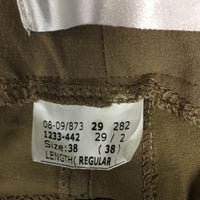 08-09/873 29 282
1233-442 29 / 2
Size:38 (38)
LENGTH(REGULAR)